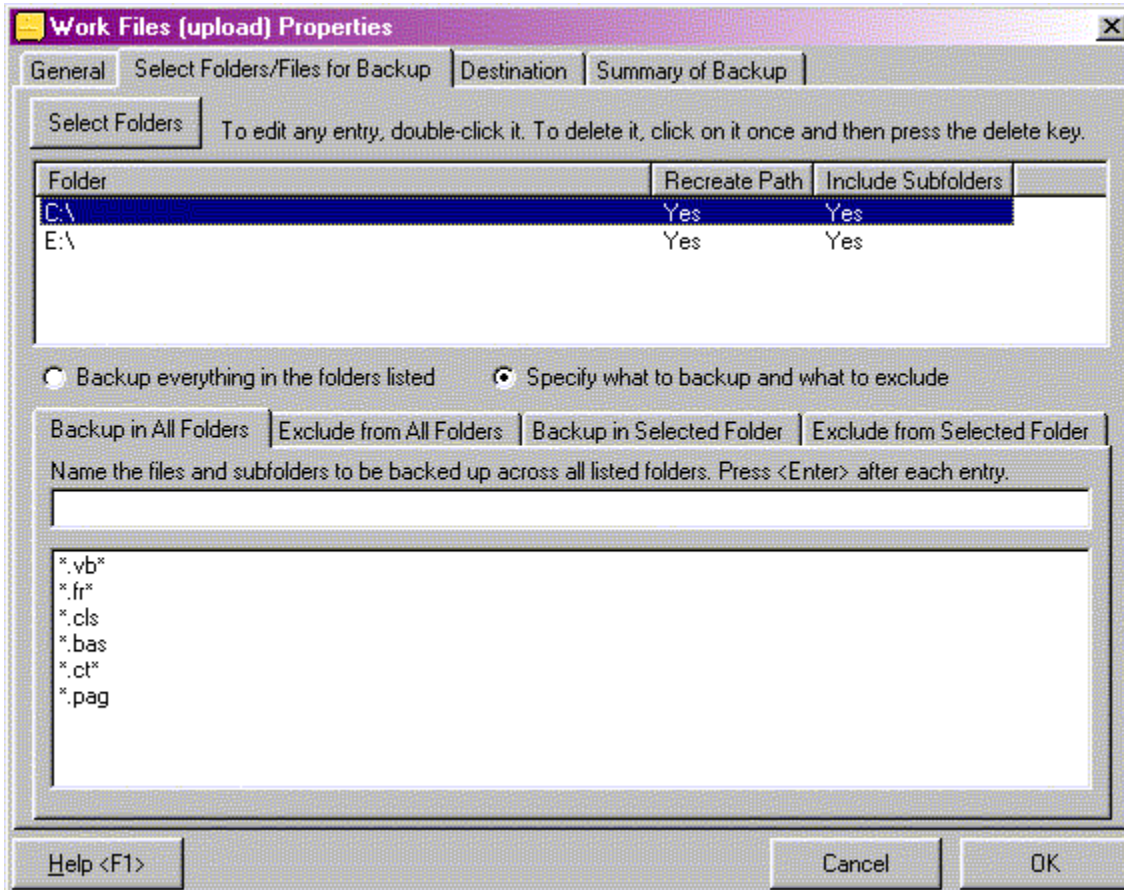 Work Files (upload) Properties
General Select Folders/Files for Backup Destination Summary of Backup
Select Folders To edit any entry, double-click it. To delete it, click on it once and then press the delete key.
Folder Recreate Path Include Subfolders
C:\ Yes Yes
E:\ Yes Yes
Backup everything in the folders listed Specify what to backup and what to exclude
Backup in All Folders Exclude from All Folders Backup in Selected Folder Exclude from Selected Folder
Name the files and subfolders to be backed up across all listed folders. Press <Enter> after each entry.
*.vb*
*.fr*
*.cls
*.bas
*.ct*
*.pag
Help <F1> Cancel OK